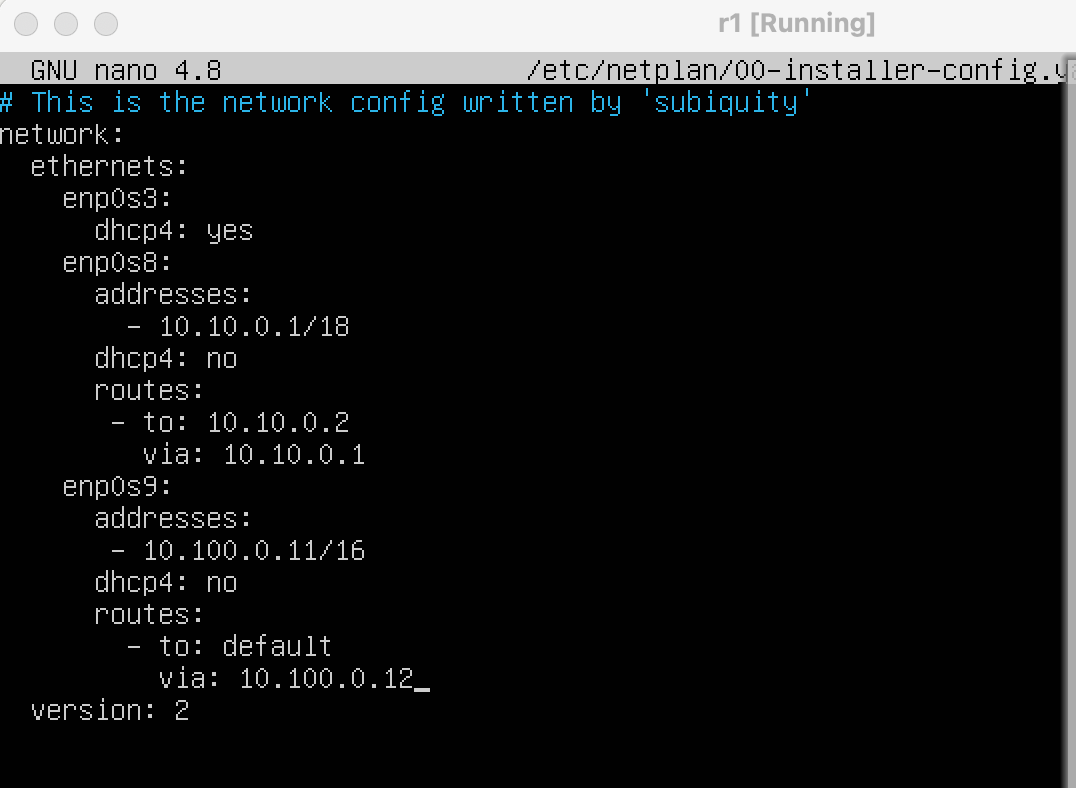 r1 [Running]
GNU nano 4.8 /etc/netplan/00-installer-config.
# This is the network config written by 'subiquity'
network:
  ethernets:
    enp0s3:
      dhcp4: yes
    enp0s8:
      addresses:
        - 10.10.0.1/18
      dhcp4: no
      routes:
       - to: 10.10.0.2
         via: 10.10.0.1
    enp0s9:
      addresses:
       - 10.100.0.11/16
      dhcp4: no
      routes:
        - to: default
          via: 10.100.0.12_
  version: 2